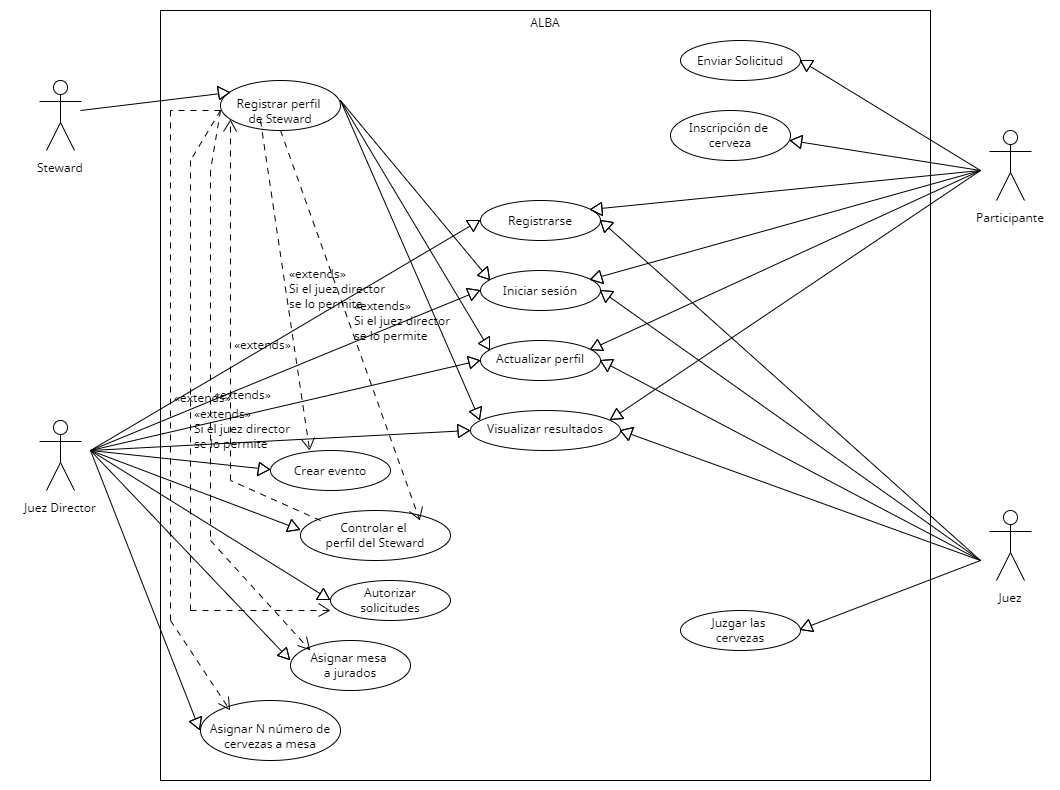 ALBA
Enviar Solicitud
Registrar perfil
de Steward
Inscripción de
cerveza
Steward
Participante
Registrarse
«extends»
Si el juez director
se lo permite
Iniciar sesión
«extends»
Si el juez director
se lo permite
«extends»
Actualizar perfil
«extends»
«extends»
«extends»
Si el juez director
se lo permite
Visualizar resultados
Crear evento
Juez Director
Controlar el
perfil del Steward
Autorizar
solicitudes
Juez
Juzgar las
cervezas
Asignar mesa
a jurados
Asignar N número de
cervezas a mesa